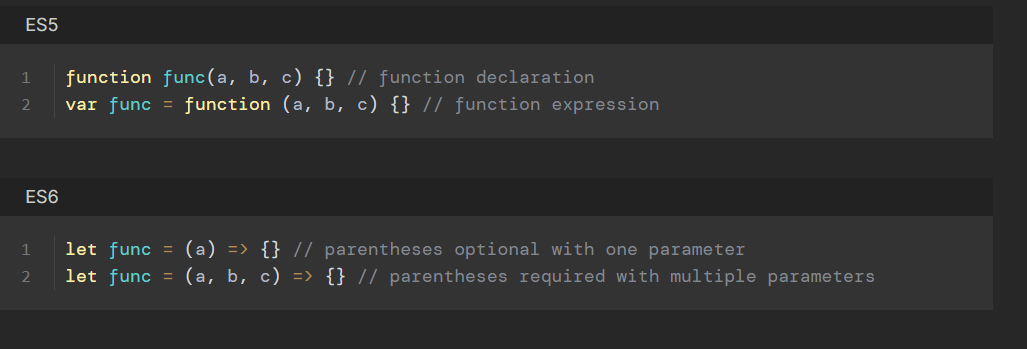 ES5
1 function func(a, b, c) {} // function declaration
2 var func = function (a, b, c) {} // function expression
ES6
1 let func = (a) => {} // parentheses optional with one parameter
2 let func = (a, b, c) => {} // parentheses required with multiple parameters